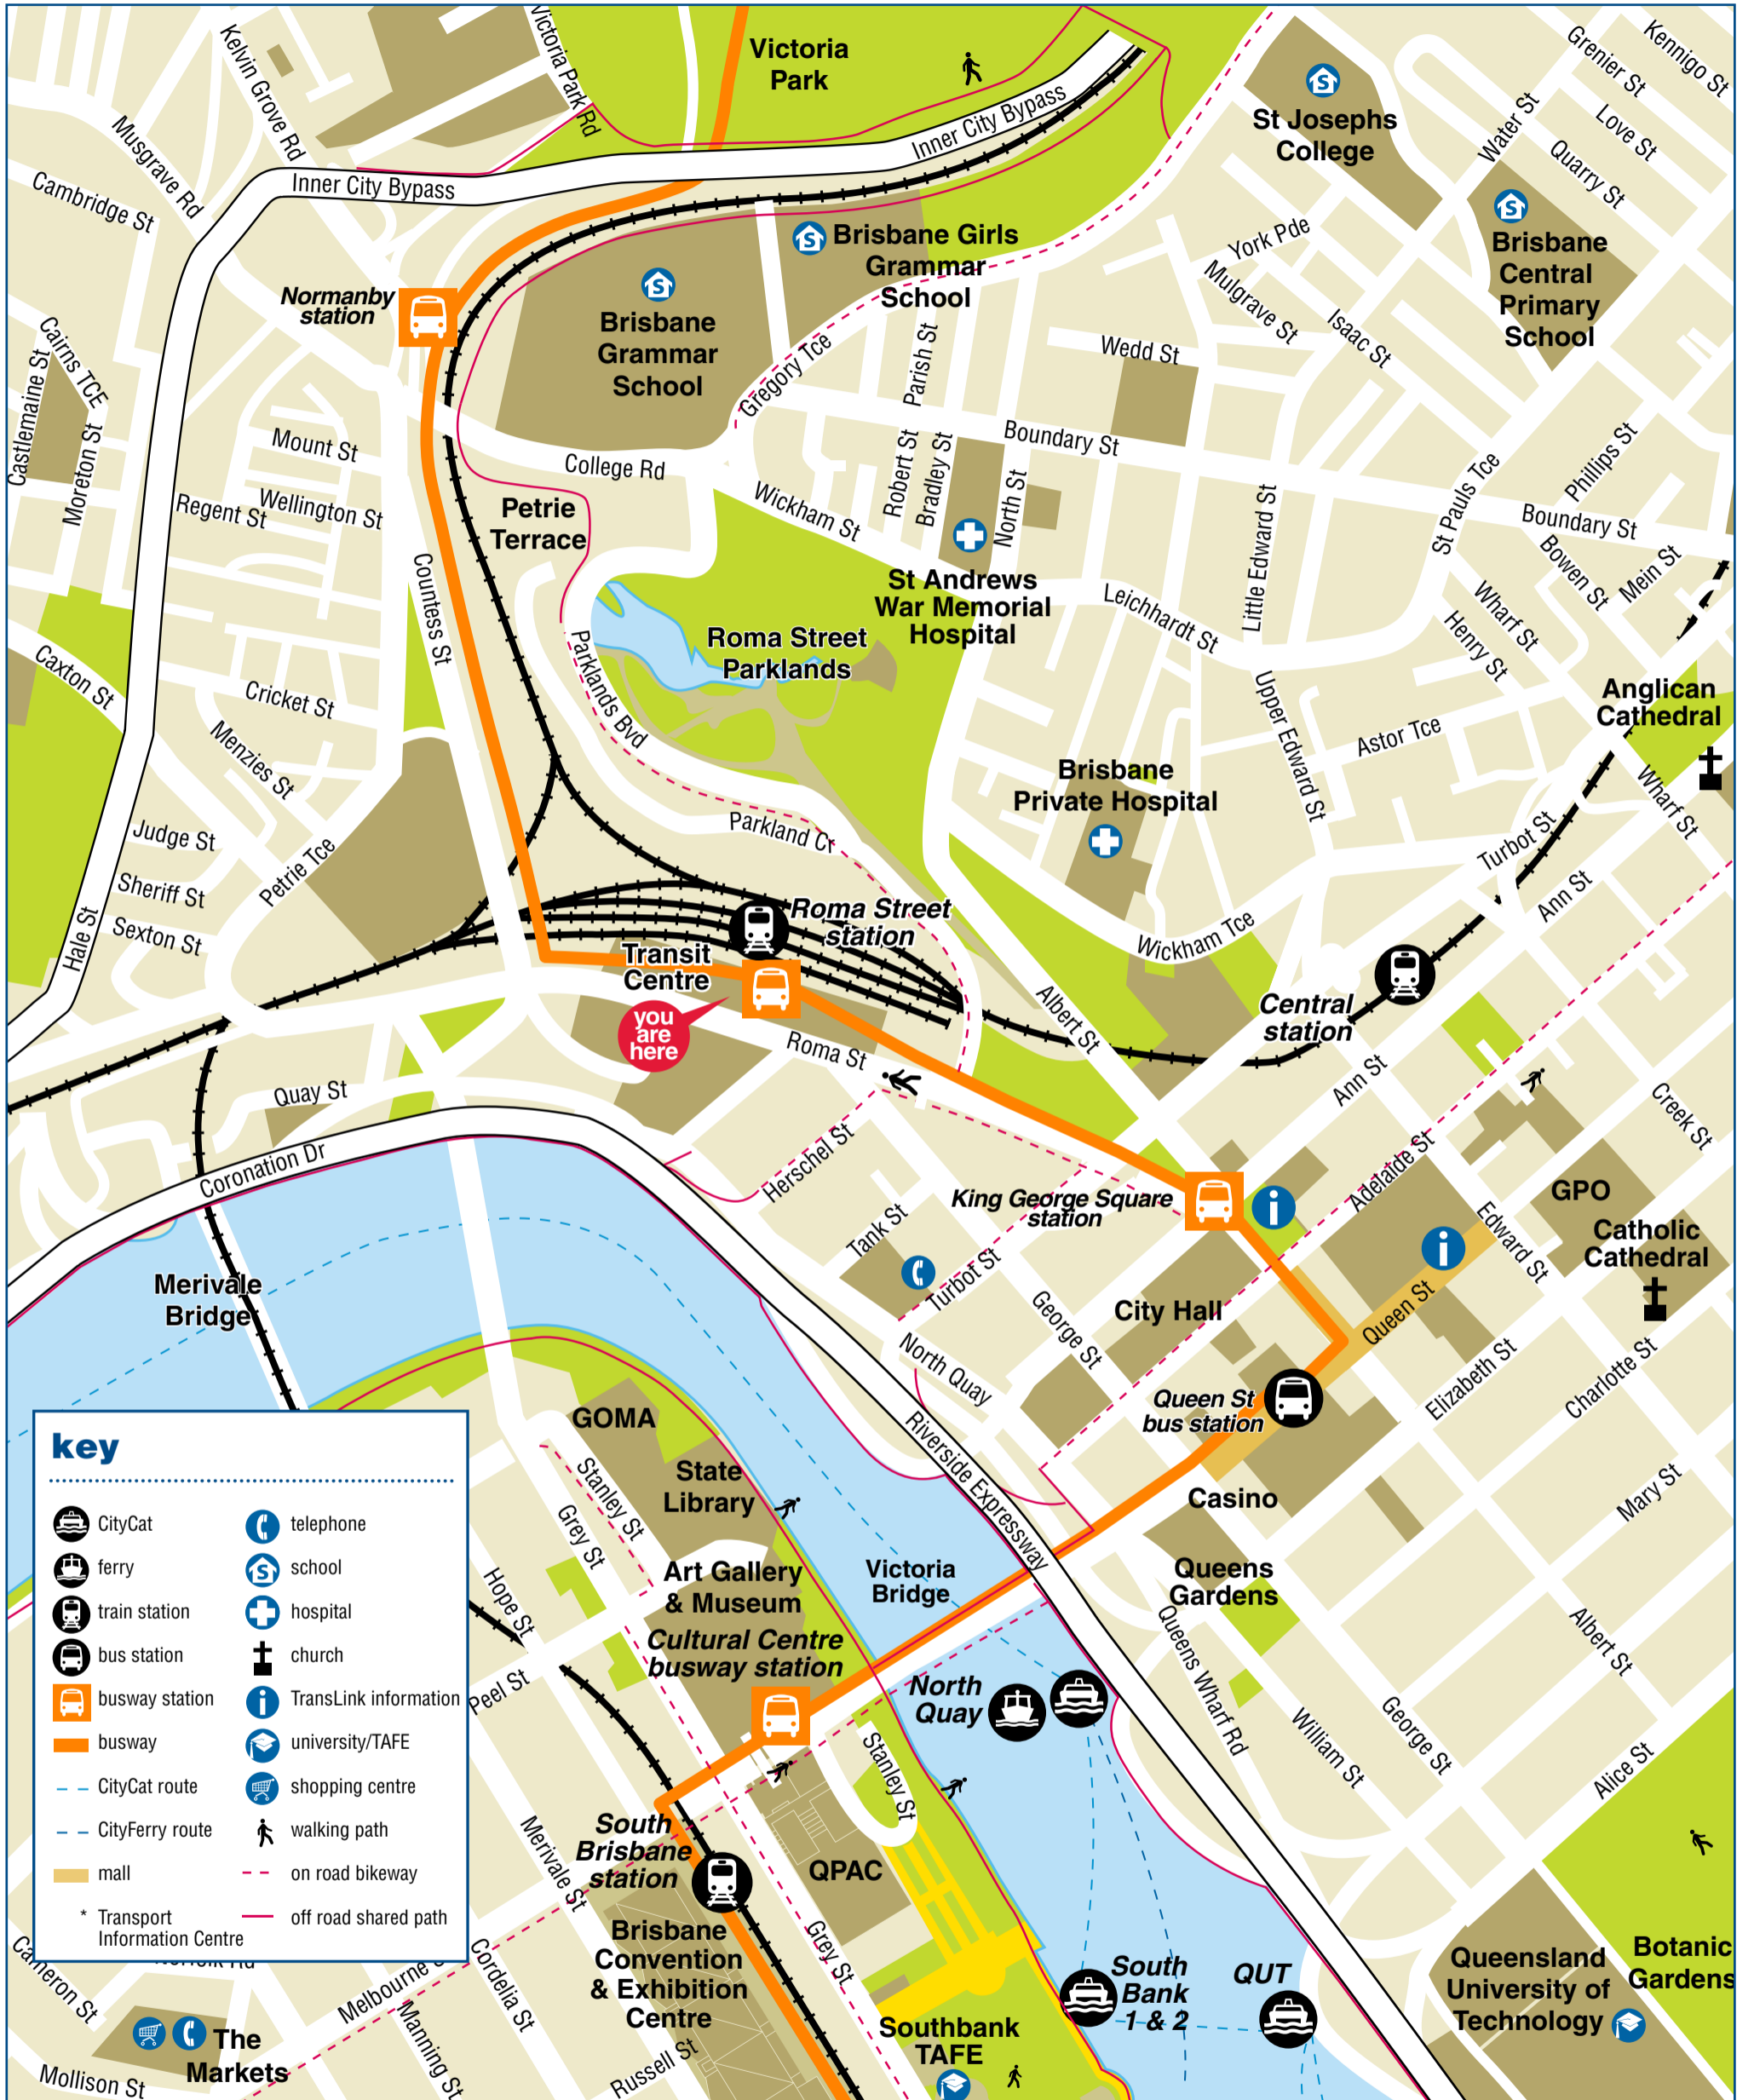 Victoria
Park
Kelvin Grove Rd
Victoria Park Rd
Musgrave Rd
Cambridge St
Inner City Bypass
Inner City Bypass
St Josephs
College
Grenier St
Kennigo St
Love St
Water St
Quarry St
Brisbane
Central
Primary
School
York Pde
Mulgrave St
Isaac St
Wedd St
Brisbane Girls
Grammar
School
Brisbane
Grammar
School
Normanby
station
Gregory Tce
Parish St
Cairns TCE
Castlemaine St
Moreton St
Mount St
Wellington St
Regent St
College Rd
Petrie
Terrace
Wickham St
Robert St
Bradley St
North St
Boundary St
Boundary St
St Pauls Tce
Phillips St
Little Edward St
Bowen St
Mein St
Wharf St
Henry St
St Andrews
War Memorial
Hospital
Leichhardt St
Countess St
Roma Street
Parklands
Parklands Bvd
Caxton St
Cricket St
Menzies St
Upper Edward St
Astor Tce
Anglican
Cathedral
Wharf St
Brisbane
Private Hospital
Turbot St
Ann St
Judge St
Sheriff St
Sexton St
Hale St
Petrie Tce
Parkland Cr
Roma Street
station
Transit
Centre
you
are
here
Wickham Tce
Albert St
Central
station
Roma St
Quay St
Coronation Dr
Ann St
Adelaide St
Creek St
Herschel St
King George Square
station
Tank St
Turbot St
GPO
Edward St
Catholic
Cathedral
Merivale
Bridge
City Hall
George St
North Quay
Queen St
Elizabeth St
Charlotte St
Queen St
bus station
Riverside Expressway
GOMA
State
Library
Stanley St
Grey St
Casino
Mary St
Queens
Gardens
Art Gallery
& Museum
Victoria
Bridge
Hope St
Cultural Centre
busway station
Peel St
North
Quay
Queens Wharf Rd
William St
George St
Albert St
Alice St
Stanley St
South
Brisbane
station
Merivale St
QPAC
Brisbane
Convention
& Exhibition
Centre
Grey St
South
Bank
1 & 2
QUT
Queensland
University of
Technology
Botanic
Gardens
Southbank
TAFE
Russell St
Cordelia St
Manning St
Melbourne
Cameron St
The
Markets
Mollison St
key
CityCat
ferry
train station
bus station
busway station
busway
CityCat route
CityFerry route
mall
* Transport
Information Centre
telephone
school
hospital
church
TransLink information
university/TAFE
shopping centre
walking path
on road bikeway
off road shared path